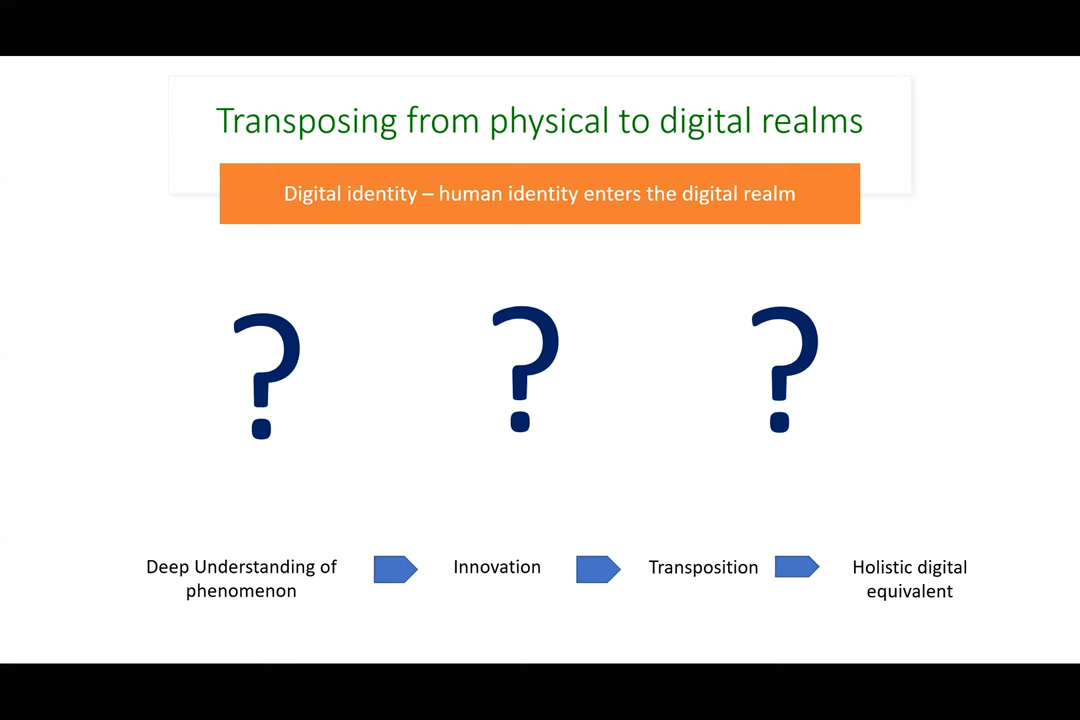 Transposing from physical to digital realms
Digital identity – human identity enters the digital realm
? ? ?
Deep Understanding of
phenomenon
Innovation
Transposition
Holistic digital
equivalent